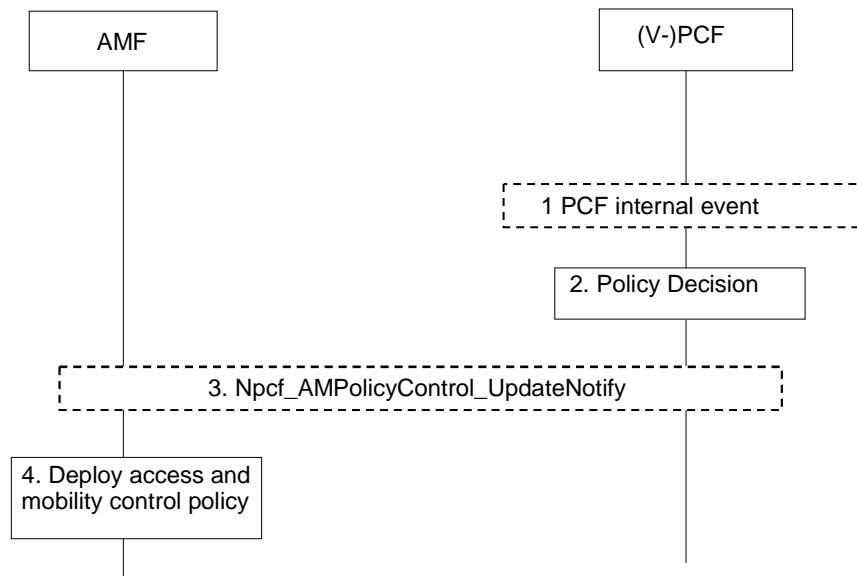 AMF
(V-)PCF
1 PCF internal event
2. Policy Decision
3. Npcf_AMPolicyControl_UpdateNotify
4. Deploy access and
mobility control policy